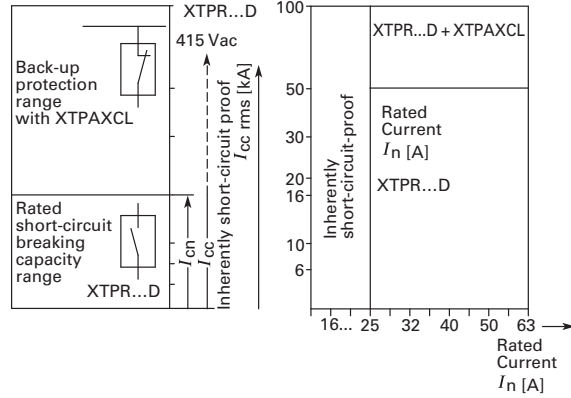 XTPR...D
415 Vac
Back-up
protection
range
with XTPAXCL
Rated
short-circuit
breaking
capacity
range
XTPR...D
Icn
Icc
Inherently short-circuit proof
Icc rms [kA]
100
50
30
20
16
10
6
Inherently
short-circuit-proof
XTPR...D + XTPAXCL
Rated
Current
In [A]
XTPR...D
16... 25 32 40 50 63
Rated
Current
In [A]